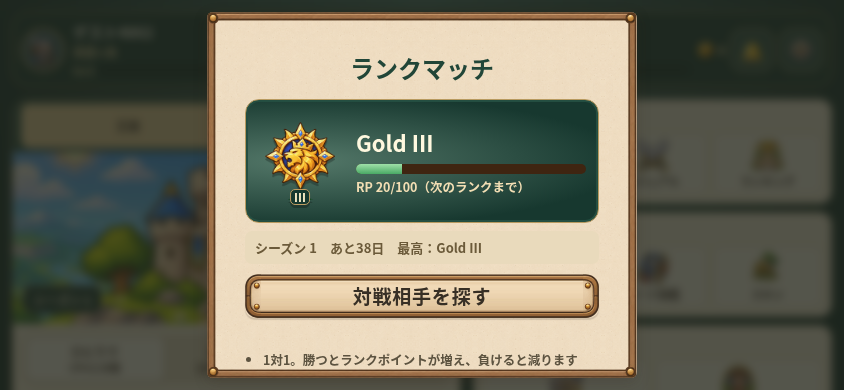 ランクマッチ
Gold III
III
RP 20/100（次のランクまで）
シーズン 1　あと38日　最高：Gold III
対戦相手を探す
• 1対1。勝つとランクポイントが増え、負けると減ります